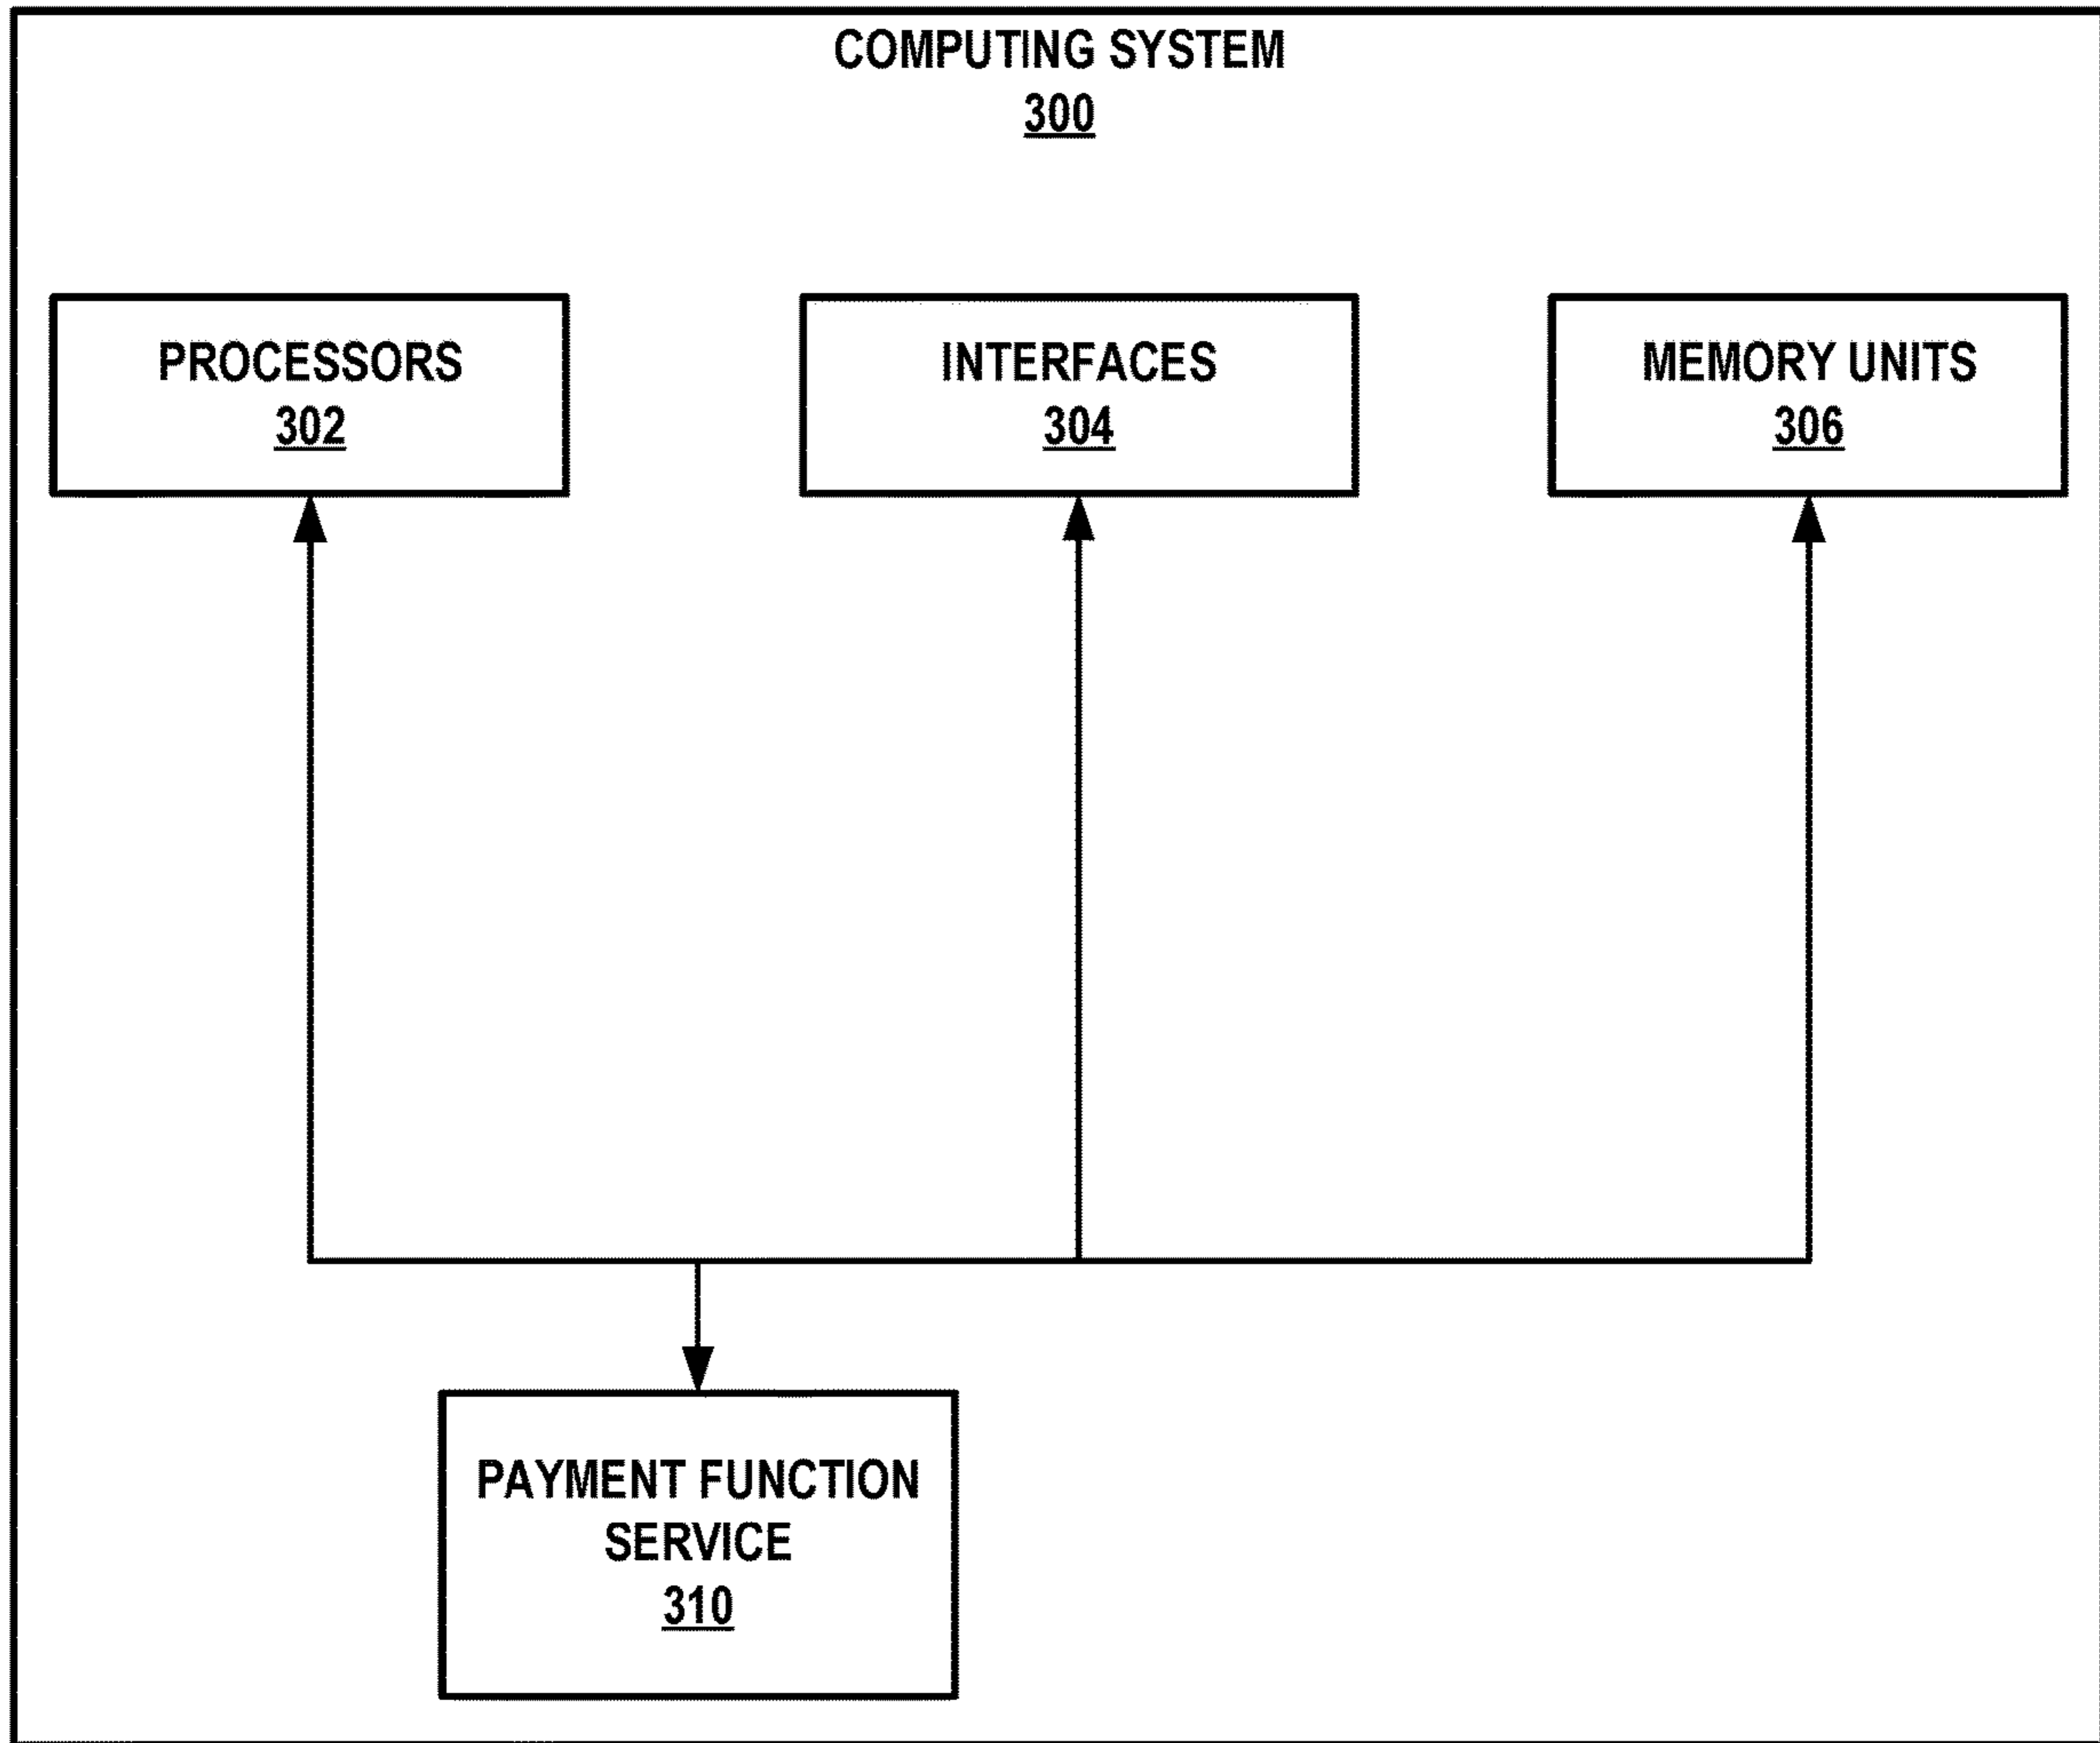 COMPUTING SYSTEM
300
PROCESSORS
302
INTERFACES
304
MEMORY UNITS
306
PAYMENT FUNCTION
SERVICE
310